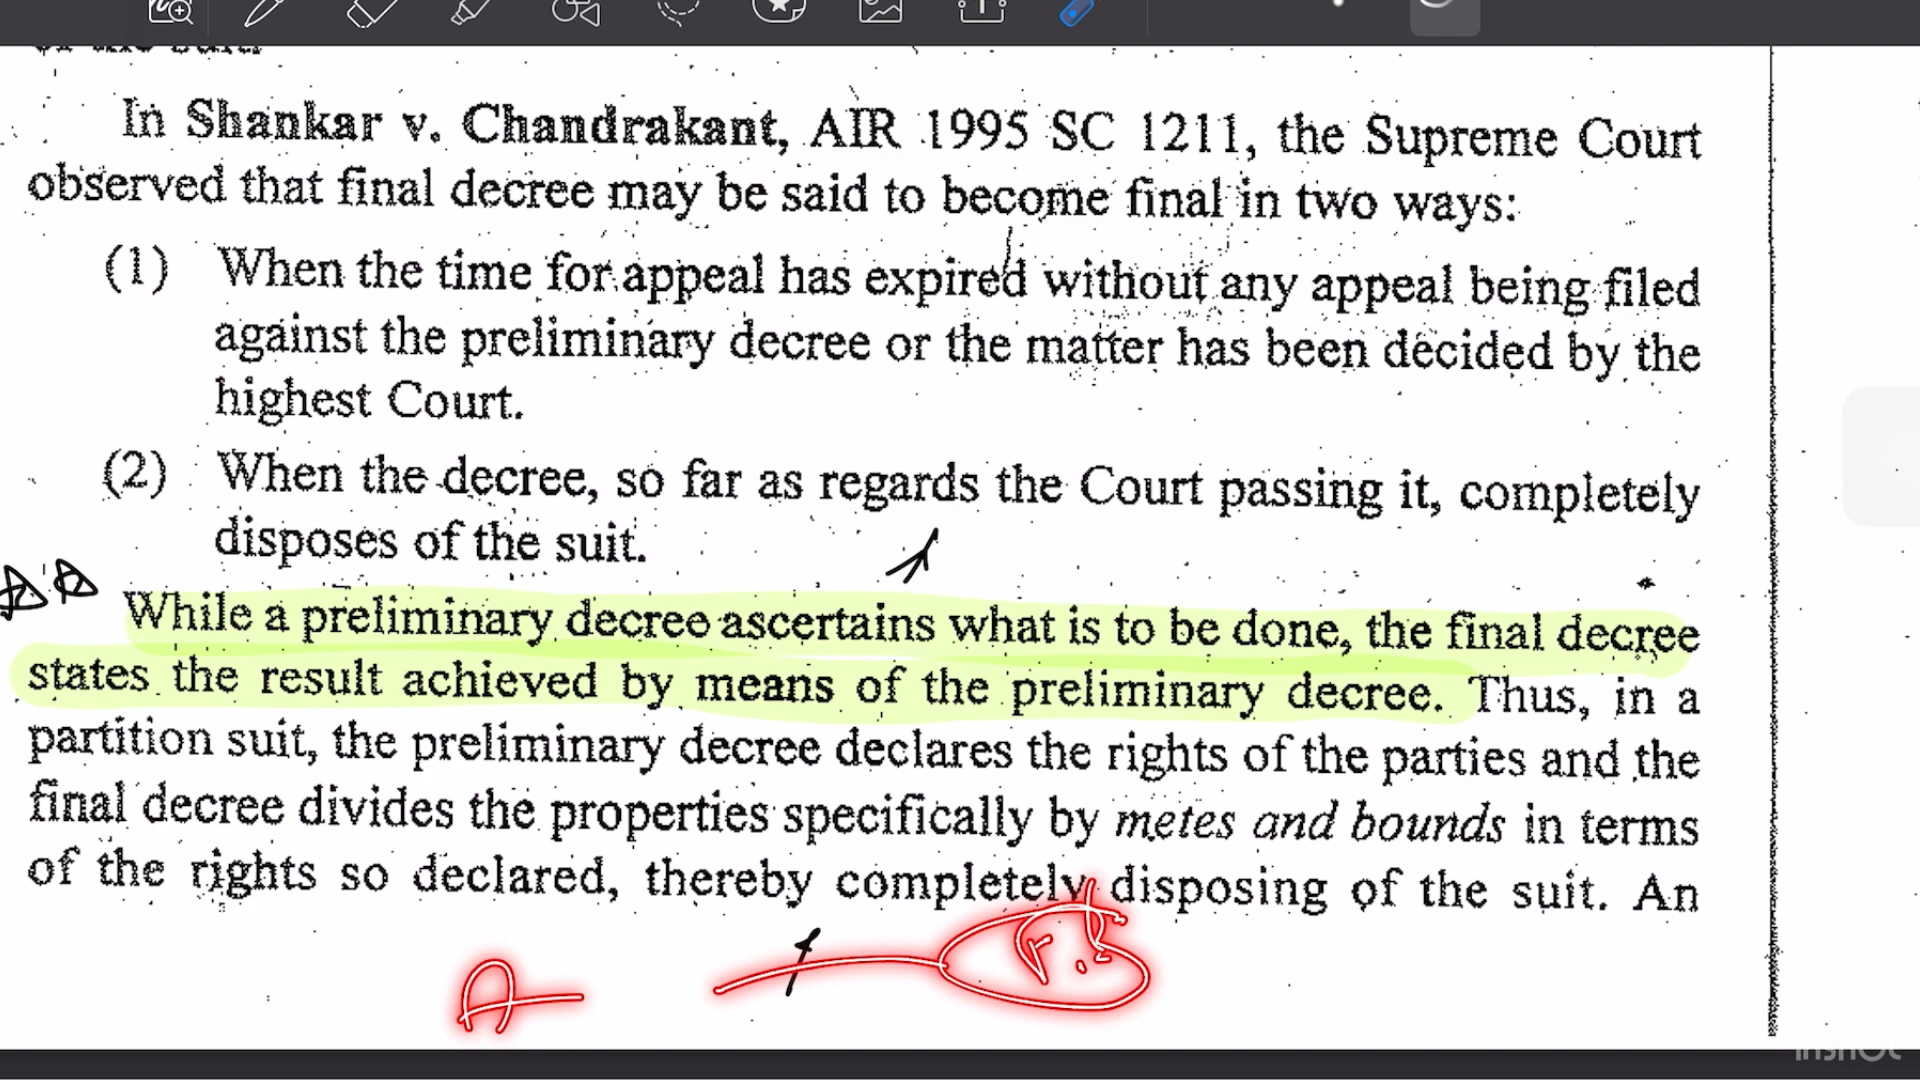 In Shankar v. Chandrakant, AIR 1995 SC 1211, the Supreme Court
observed that final decree may be said to become final in two ways:
(1) When the time for appeal has expired without any appeal being filed
against the preliminary decree or the matter has been decided by the
highest Court.
(2) When the decree, so far as regards the Court passing it, completely
disposes of the suit.
While a preliminary decree ascertains what is to be done, the final decree
states the result achieved by means of the preliminary decree. Thus, in a
partition suit, the preliminary decree declares the rights of the parties and the
final decree divides the properties specifically by metes and bounds in terms
of the rights so declared, thereby completely disposing of the suit. An
A